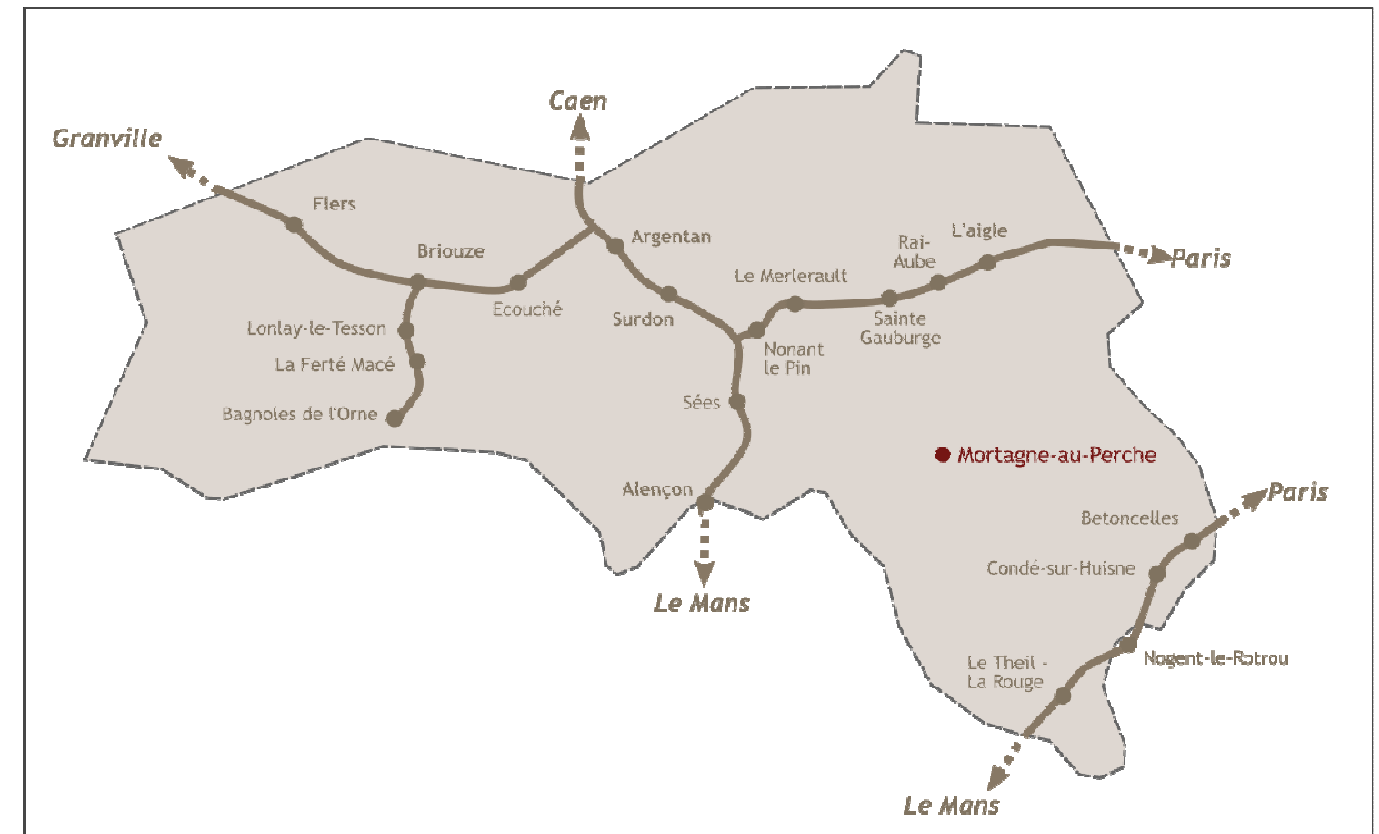 Caen
Granville
Flers
Argentan
L'aigle
Rai-
Aube
Briouze
Paris
Le Merlerault
Ecouché
Surdon
Sainte
Gauburge
Lonlay-le-Tesson
Nonant
le Pin
La Ferté Macé
Sées
Bagnoles de l'Orne
Mortagne-au-Perche
Alençon
Paris
Betoncelles
Condé-sur-Huisne
Le Mans
Nogent-le-Rotrou
Le Theil -
La Rouge
Le Mans